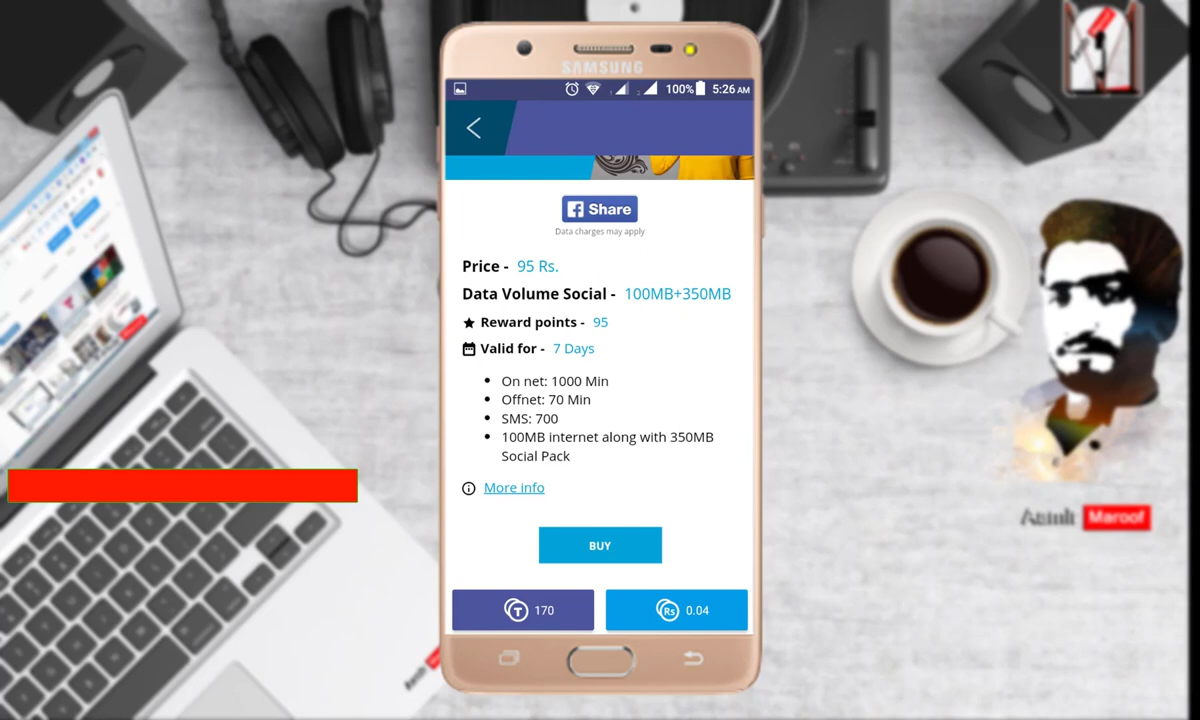 SAMSUNG
100% 5:26 AM
Share
Data charges may apply
Price - 95 Rs.
Data Volume Social - 100MB+350MB
Reward points - 95
Valid for - 7 Days
On net: 1000 Min
Offnet: 70 Min
SMS: 700
100MB internet along with 350MB
Social Pack
More info
BUY
T 170
Rs 0.04
Maroof